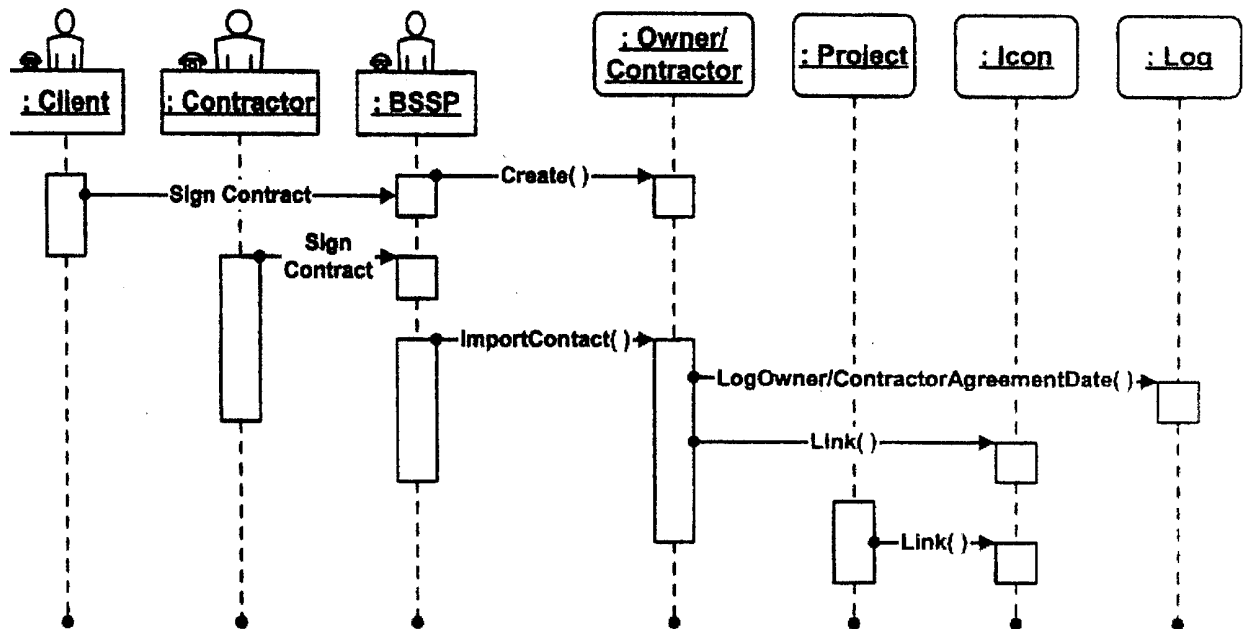 : Client
: Contractor
: BSSP
: Owner/
Contractor
: Project
: Icon
: Log
Sign Contract
Create( )
Sign
Contract
ImportContact( )
LogOwner/ContractorAgreementDate( )
Link( )
Link( )